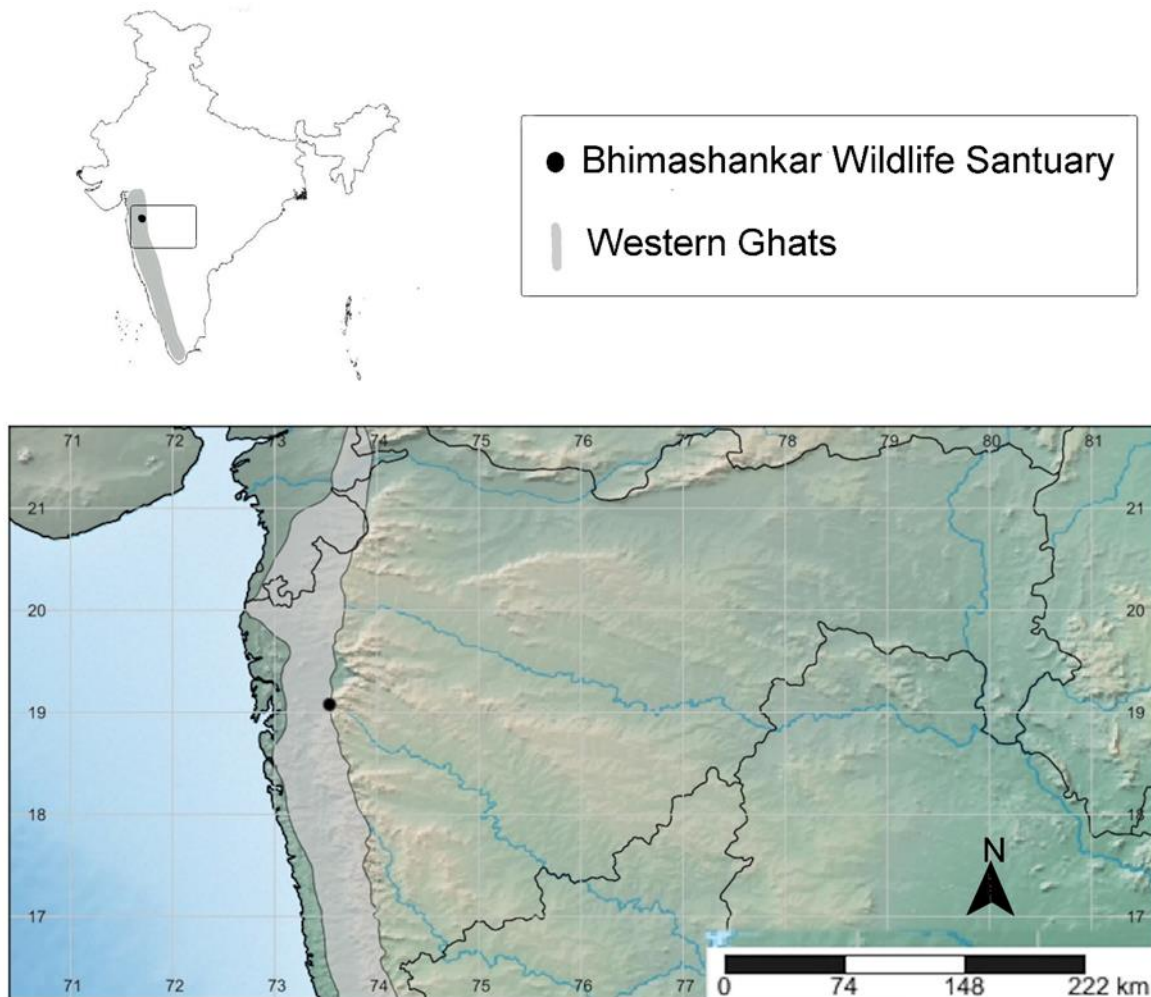 Bhimashankar Wildlife Santuary
Western Ghats
71 72 73 74 75 76 77 78 79 80 81
21 21
20 20
19 19
18 18
N
17 17
71 72 73 74 75 76 77
0 74 148 222 km